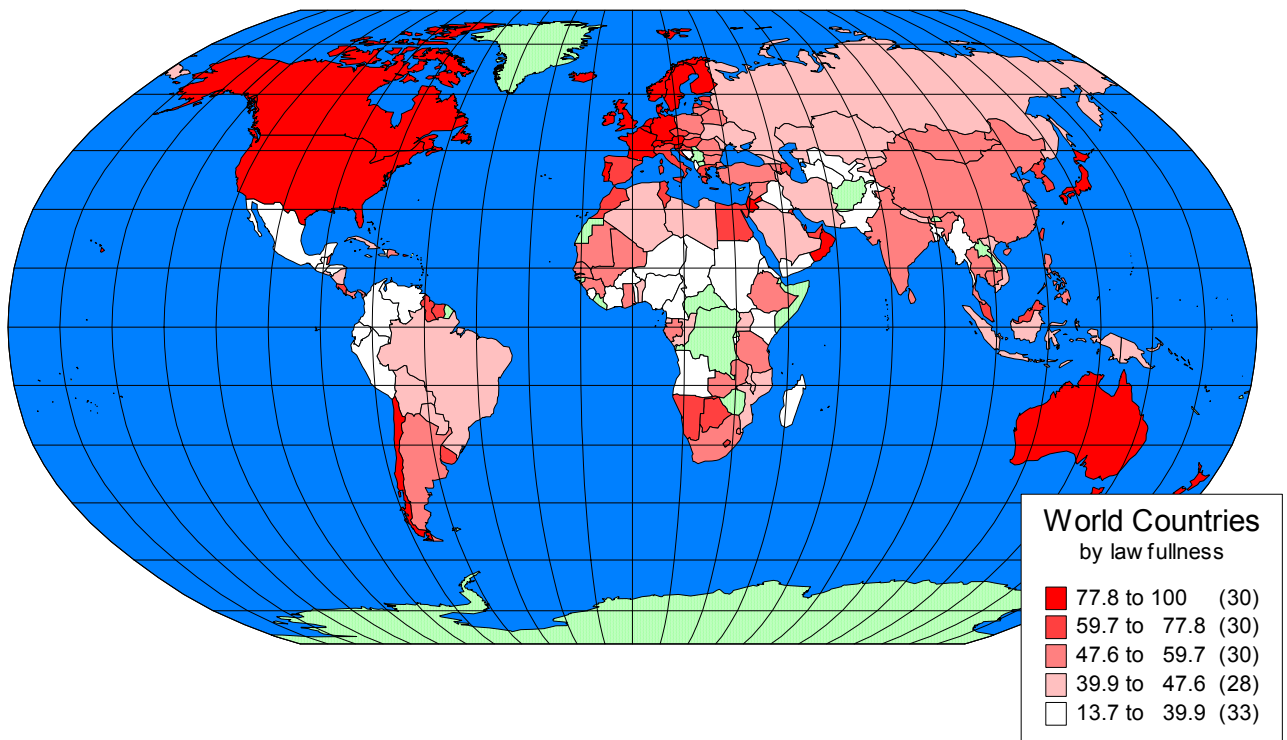 World Countries
by law fullness
77.8 to 100 (30)
59.7 to 77.8 (30)
47.6 to 59.7 (30)
39.9 to 47.6 (28)
13.7 to 39.9 (33)